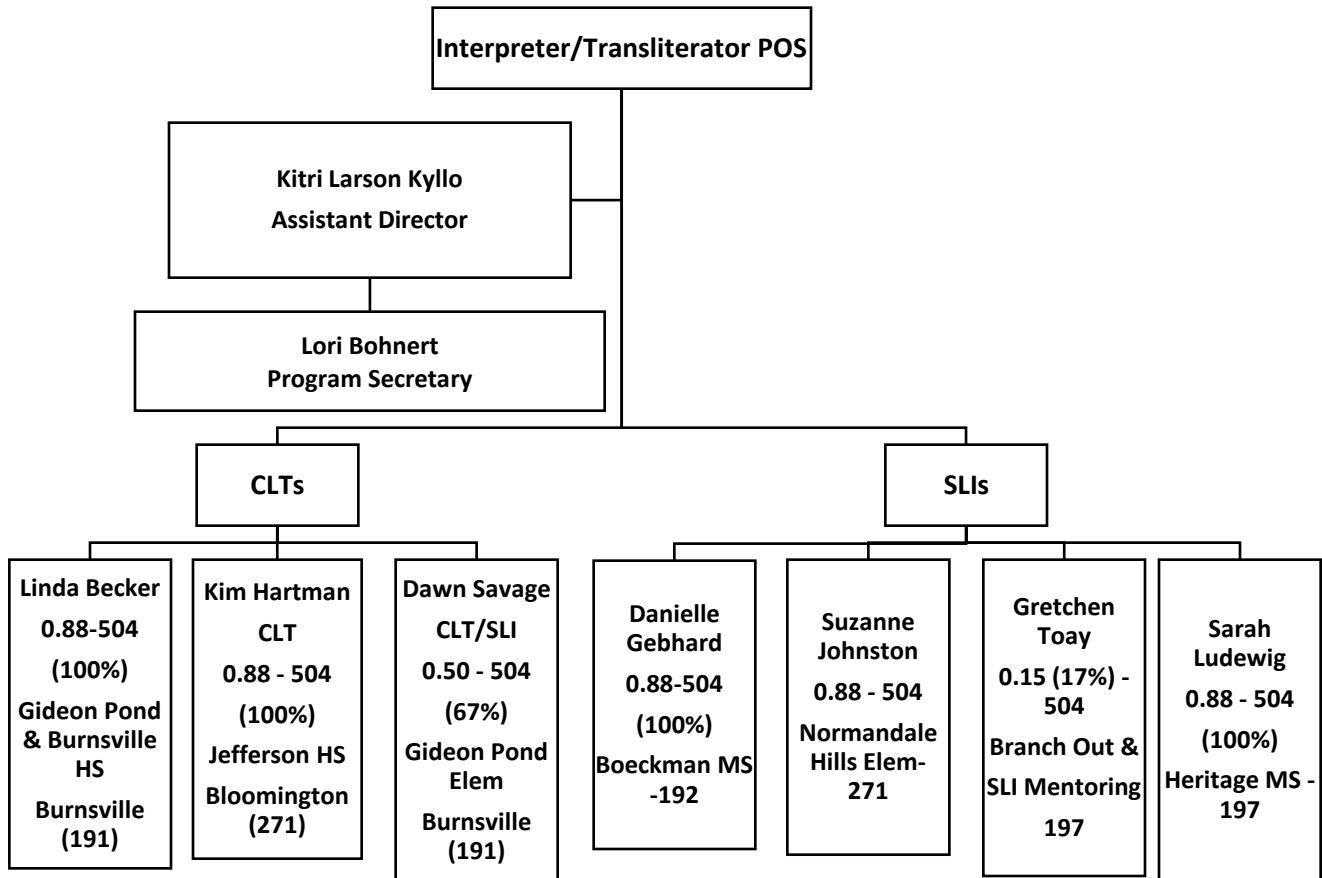 Interpreter/Transliterator POS
Kitri Larson Kyllo
Assistant Director
Lori Bohnert
Program Secretary
CLTs
SLIs
Linda Becker
0.88-504
(100%)
Gideon Pond
& Burnsville
HS
Burnsville
(191)
Kim Hartman
CLT
0.88 - 504
(100%)
Jefferson HS
Bloomington
(271)
Dawn Savage
CLT/SLI
0.50 - 504
(67%)
Gideon Pond
Elem
Burnsville
(191)
Danielle
Gebhard
0.88-504
(100%)
Boeckman MS
-192
Suzanne
Johnston
0.88 - 504
Normandale
Hills Elem-
271
Gretchen
Toay
0.15 (17%) -
504
Branch Out &
SLI Mentoring
197
Sarah
Ludewig
0.88 - 504
(100%)
Heritage MS -
197